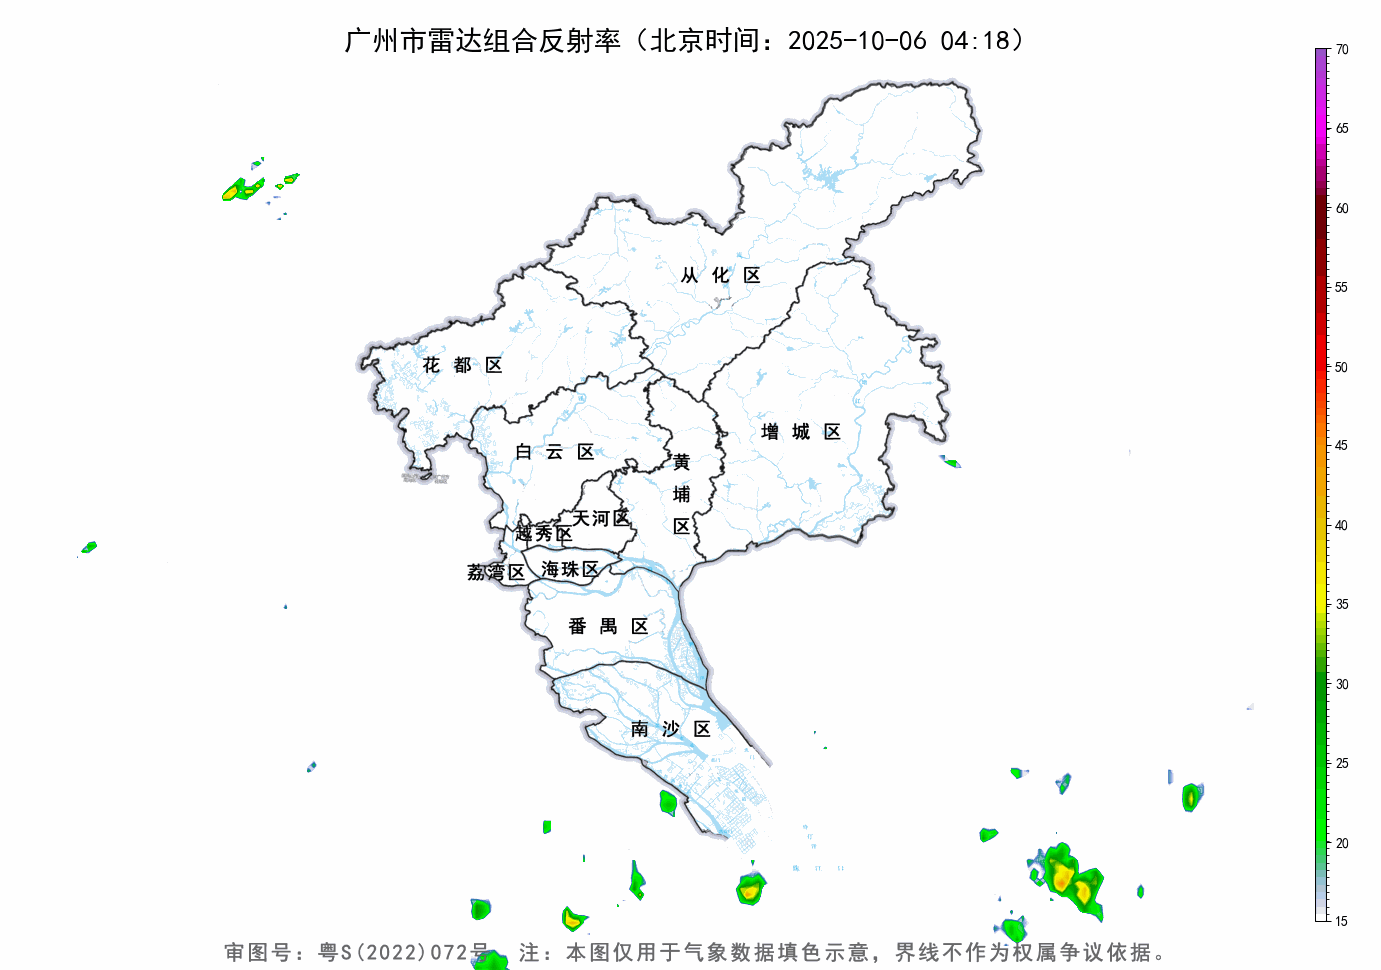 广州市雷达组合反射率（北京时间：2025-10-06 04:18）
70
65
60
55
50
45
40
35
30
25
20
15
从化区
花都区
增城区
白云区
黄埔区
天河区
越秀区
荔湾区
海珠区
番禺区
南沙区
审图号：粤S(2022)072号 注：本图仅用于气象数据填色示意，界线不作为权属争议依据。